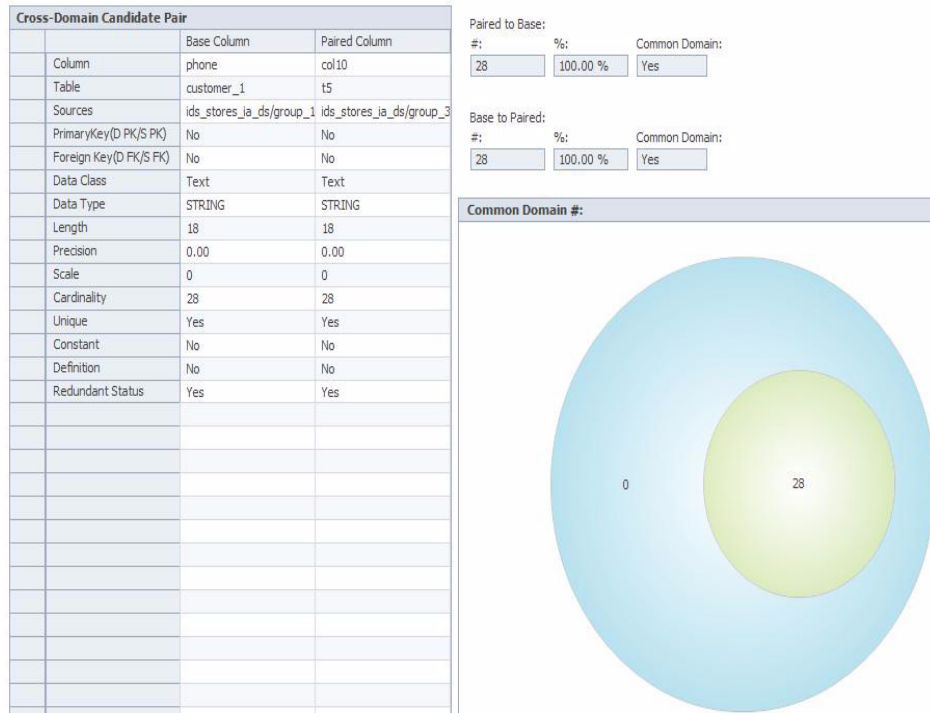 Cross-Domain Candidate Pair
Base Column Paired Column
Column phone col10
Table customer_1 t5
Sources ids_stores_ia_ds/group_1 ids_stores_ia_ds/group_3
PrimaryKey(D PK/S PK) No No
Foreign Key(D FK/S FK) No No
Data Class Text Text
Data Type STRING STRING
Length 18 18
Precision 0.00 0.00
Scale 0 0
Cardinality 28 28
Unique Yes Yes
Constant No No
Definition No No
Redundant Status Yes Yes
Paired to Base:
#: %: Common Domain:
28 100.00 % Yes
Base to Paired:
#: %: Common Domain:
28 100.00 % Yes
Common Domain #:
0 28